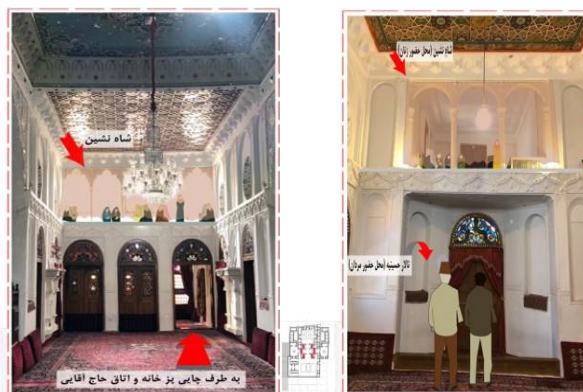 شاه نشین
به طرف چایی پز خانه و اتاق حاج آقایی
شاه نشین (محل حضور زنان)
تالار حسینیه (محل حضور مردان)